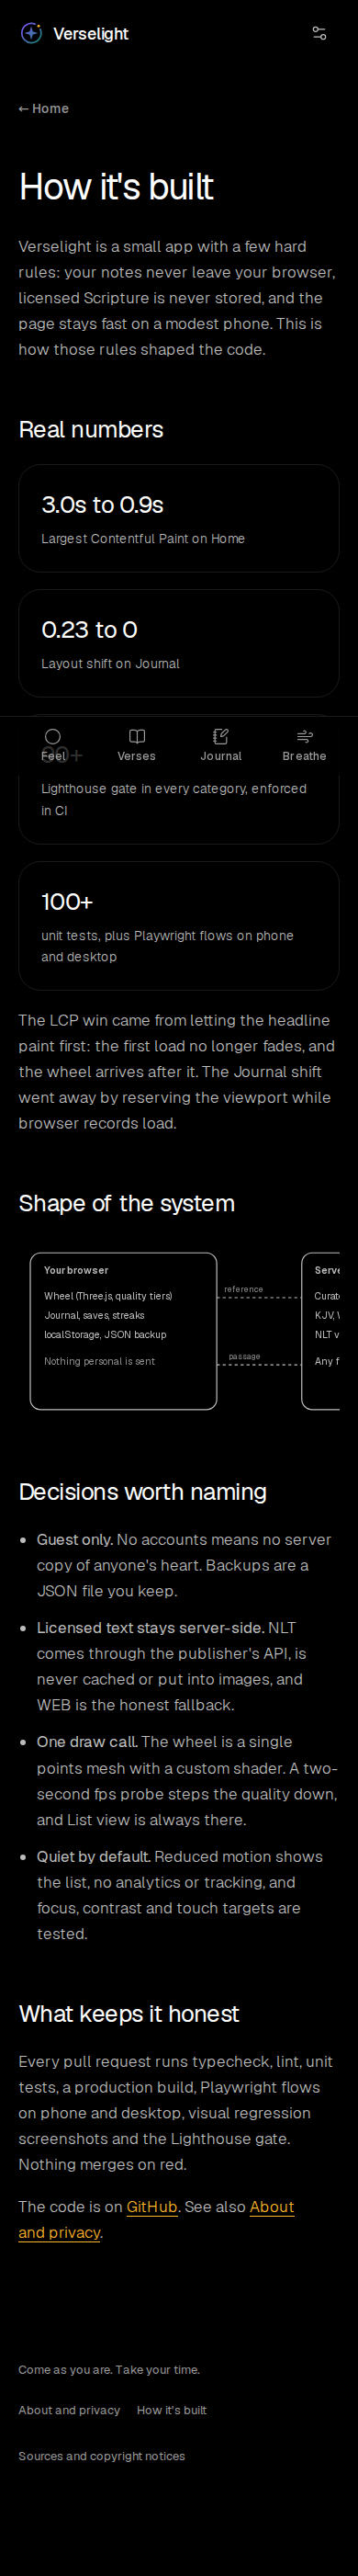 Verselight
← Home
How it's built
Verselight is a small app with a few hard
rules: your notes never leave your browser,
licensed Scripture is never stored, and the
page stays fast on a modest phone. This is
how those rules shaped the code.
Real numbers
3.0s to 0.9s
Largest Contentful Paint on Home
0.23 to 0
Layout shift on Journal
Feel
Verses
Journal
Breathe
Lighthouse gate in every category, enforced
in CI
100+
unit tests, plus Playwright flows on phone
and desktop
The LCP win came from letting the headline
paint first: the first load no longer fades, and
the wheel arrives after it. The Journal shift
went away by reserving the viewport while
browser records load.
Shape of the system
Your browser
Wheel (Three.js, quality tiers)
Journal, saves, streaks
localStorage, JSON backup
Nothing personal is sent
reference
passage
Serve
Curate
KJV, W
NLT v
Any f
Decisions worth naming
• Guest only. No accounts means no server
copy of anyone's heart. Backups are a
JSON file you keep.
• Licensed text stays server-side. NLT
comes through the publisher's API, is
never cached or put into images, and
WEB is the honest fallback.
• One draw call. The wheel is a single
points mesh with a custom shader. A two-
second fps probe steps the quality down,
and List view is always there.
• Quiet by default. Reduced motion shows
the list, no analytics or tracking, and
focus, contrast and touch targets are
tested.
What keeps it honest
Every pull request runs typecheck, lint, unit
tests, a production build, Playwright flows
on phone and desktop, visual regression
screenshots and the Lighthouse gate.
Nothing merges on red.
The code is on GitHub. See also About
and privacy.
Come as you are. Take your time.
About and privacy How it's built
Sources and copyright notices